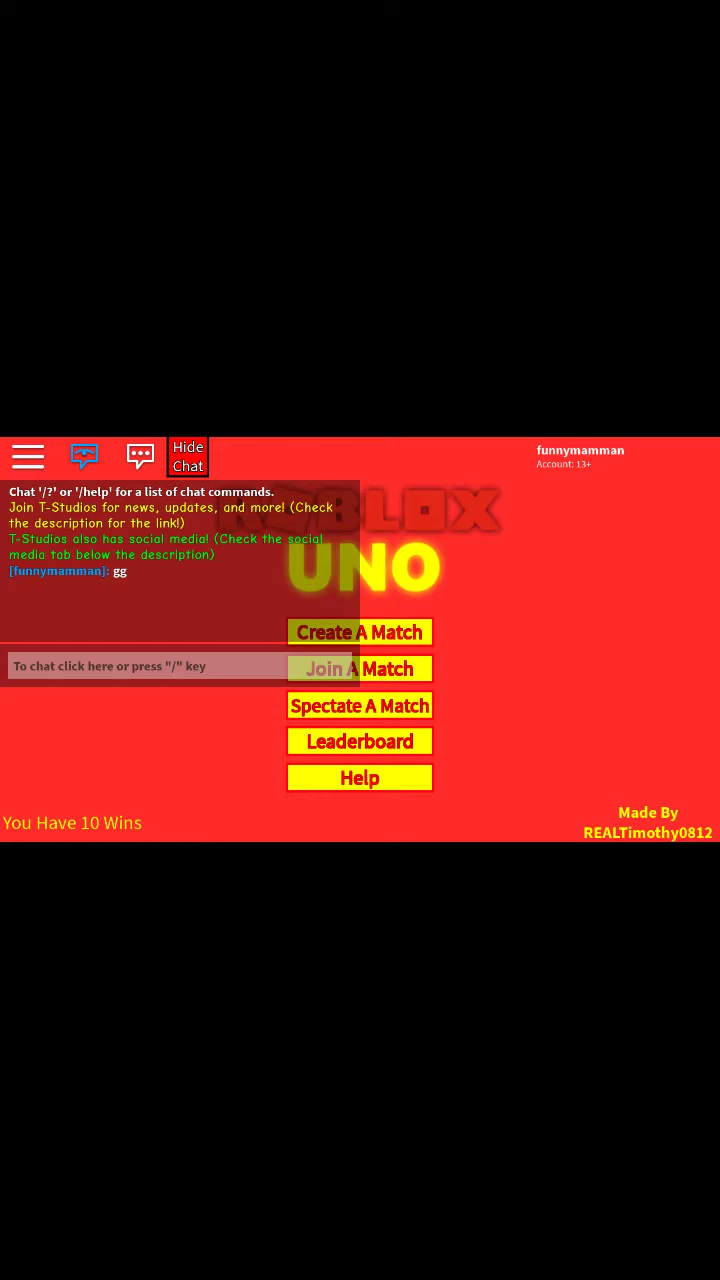 Hide
Chat
funnymamman
Account: 13+
Chat '/?' or '/help' for a list of chat commands.
Join T-Studios for news, updates, and more! (Check
the description for the link!)
T-Studios also has social media! (Check the social
media tab below the description)
[funnymamman]: gg
To chat click here or press "/" key
ROBLOX
UNO
Create A Match
Join A Match
Spectate A Match
Leaderboard
Help
You Have 10 Wins
Made By
REALTimothy0812